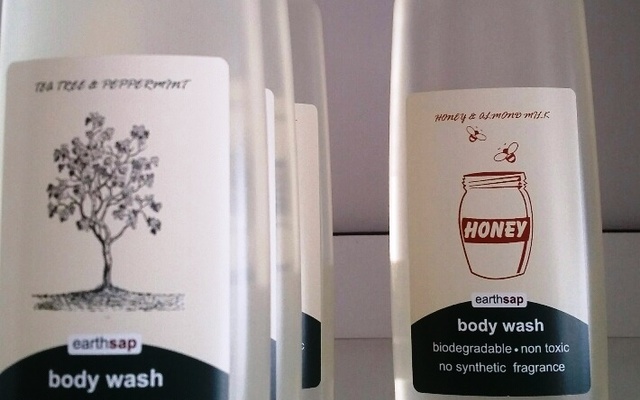 TEA TREE & PEPPERMINT
earthsap
body wash
HONEY & ALMOND MILK
HONEY
earthsap
body wash
biodegradable • non toxic
no synthetic fragrance